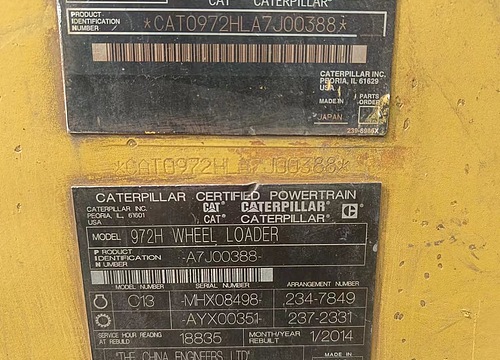 CAT CATERPILLAR
PRODUCT
IDENTIFICATION
NUMBER
*CAT0972HLA7J00388*
CATERPILLAR INC.
PEORIA, IL 61629
USA
MADE IN
JAPAN
PARTS
ORDER
239-5986X
*CAT0972HLA7J00388*
CATERPILLAR CERTIFIED POWERTRAIN
CATERPILLAR INC.
PEORIA, IL, 61601
USA
CAT CATERPILLAR
CAT CATERPILLAR
MODEL 972H WHEEL LOADER
PRODUCT
IDENTIFICATION
NUMBER
-A7J00388-
MODEL NUMBER SERIAL NUMBER ARRANGEMENT NUMBER
C13 -MHX08498- 234-7849
-AYX00351- 237-2331
SERVICE HOUR READING
AT REBUILD
18835
MONTH/YEAR
REBUILT
1/2014
"THE CHINA ENGINEERS LTD"